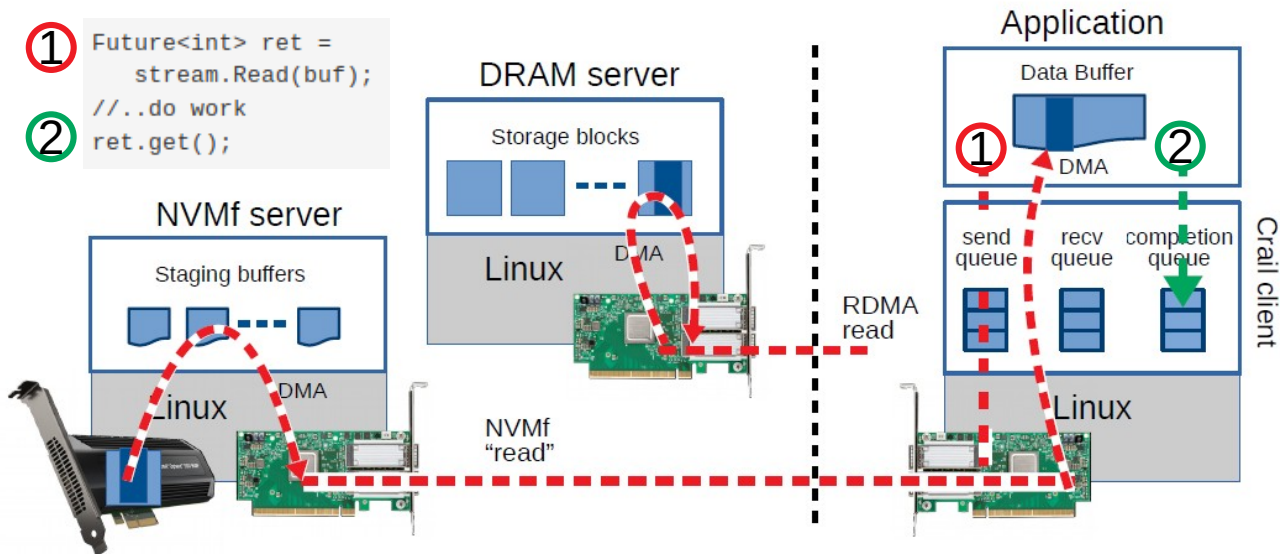 1
Future<int> ret =
stream.Read(buf);
//..do work
2
ret.get();
DRAM server
Storage blocks
DMA
Linux
NVMf server
Staging buffers
DMA
Linux
RDMA
read
NVMf
“read”
Application
Data Buffer
1
DMA
2
send
queue
recv
queue
completion
queue
Crail client
Linux